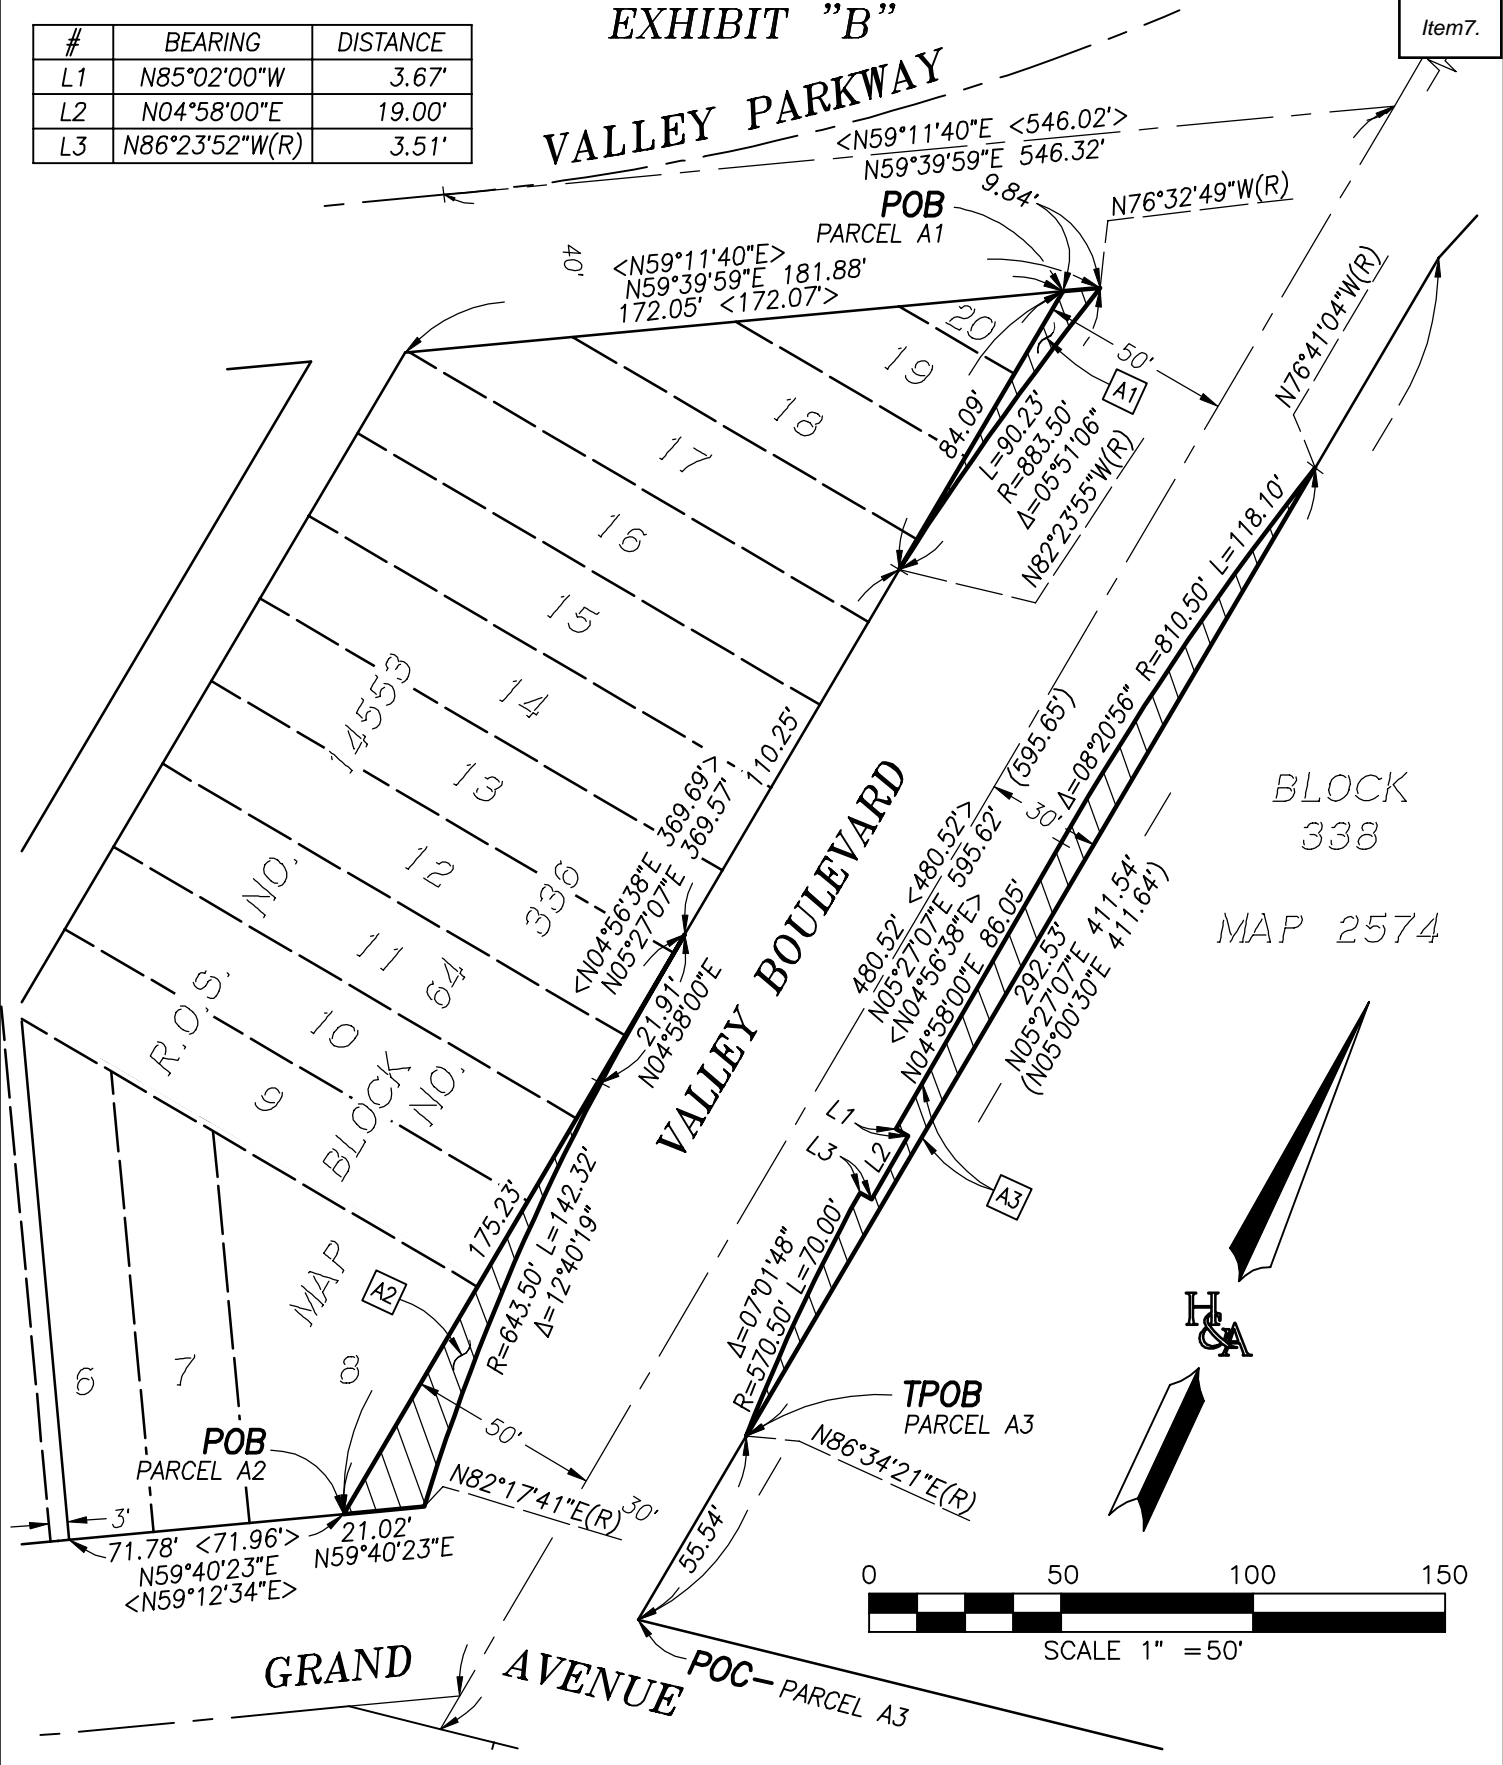 EXHIBIT "B"
Item7.
# BEARING DISTANCE
L1 N85°02'00"W 3.67'
L2 N04°58'00"E 19.00'
L3 N86°23'52"W(R) 3.51'
VALLEY PARKWAY
<N59°11'40"E <546.02'>
N59°39'59"E 546.32'
POB
PARCEL A1
9.84'
N76°32'49"W(R)
40'
<N59°11'40"E>
N59°39'59"E 181.88'
172.05' <172.07'>
50'
A1
N76°41'04"W(R)
20
19
18
17
16
15
14
13
12
11
10
9
8
7
6
84.09'
L=90.23'
R=883.50'
Δ=05°51'06"
N82°23'55"W(R)
R.O.S. NO. 14553
MAP BLOCK NO. 64 336
110.25'
<N04°56'38"E 369.69'>
N05°27'07"E 369.57'
21.91'
N04°58'00"E
VALLEY BOULEVARD
480.52' <480.52'>
N05°27'07"E 595.62' (595.65')
<N04°56'38"E>
30'
Δ=08°20'56" R=810.50' L=118.10'
N04°58'00"E 86.05'
292.53'
N05°27'07"E 411.54'
(N05°00'30"E 411.64')
BLOCK
338
MAP 2574
L1
L3
L2
A3
175.23'
R=643.50' L=142.32'
Δ=12°40'19"
A2
Δ=07°01'48"
R=570.50' L=70.00'
H&A
TPOB
PARCEL A3
N86°34'21"E(R)
POB
PARCEL A2
50'
N82°17'41"E(R)
30'
3'
71.78' <71.96'>
N59°40'23"E
<N59°12'34"E>
21.02'
N59°40'23"E
55.54'
0 50 100 150
SCALE 1" =50'
GRAND AVENUE
POC- PARCEL A3